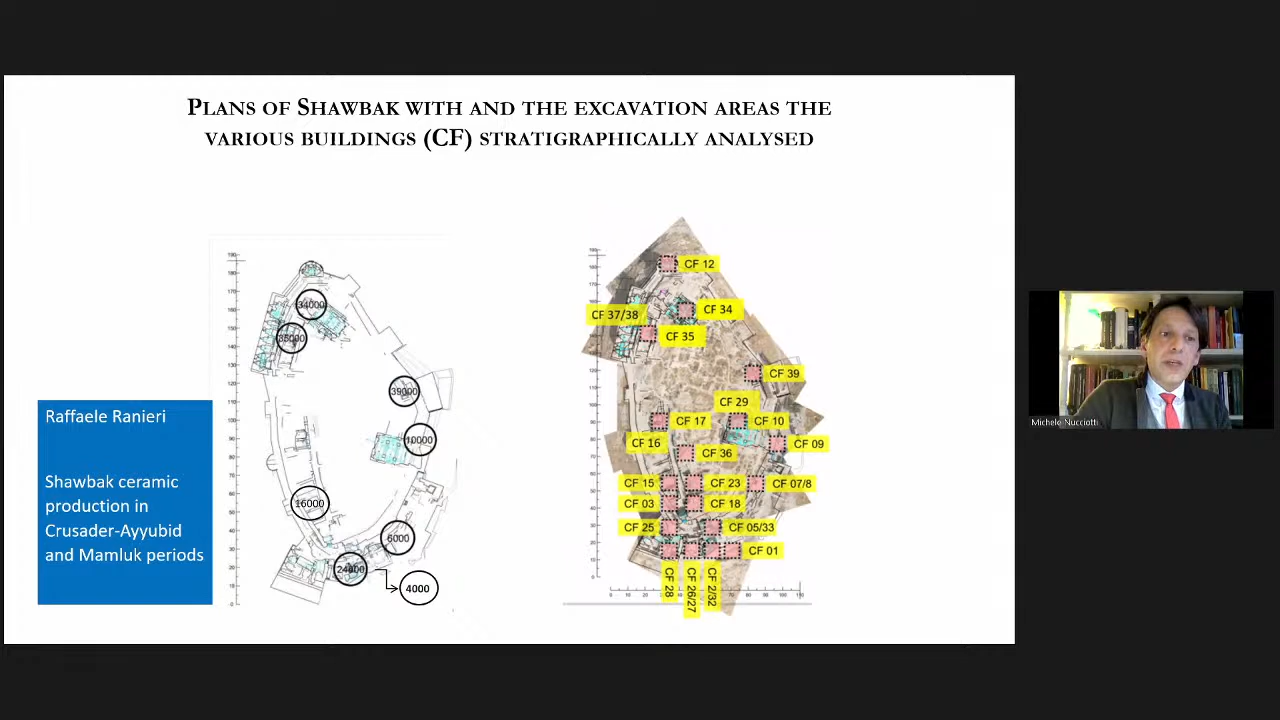 PLANS OF SHAWBAK WITH AND THE EXCAVATION AREAS THE
VARIOUS BUILDINGS (CF) STRATIGRAPHICALLY ANALYSED
Raffaele Ranieri
Shawbak ceramic
production in
Crusader-Ayyubid
and Mamluk periods
34000
35000
39000
10000
16000
6000
24000
4000
CF 12
CF 37/38
CF 34
CF 35
CF 39
CF 29
CF 17
CF 10
CF 16
CF 09
CF 36
CF 15
CF 23
CF 07/8
CF 03
CF 18
CF 25
CF 05/33
CF 01
CF 28
CF 26/27
CF 2/32
Michele Nucciotti